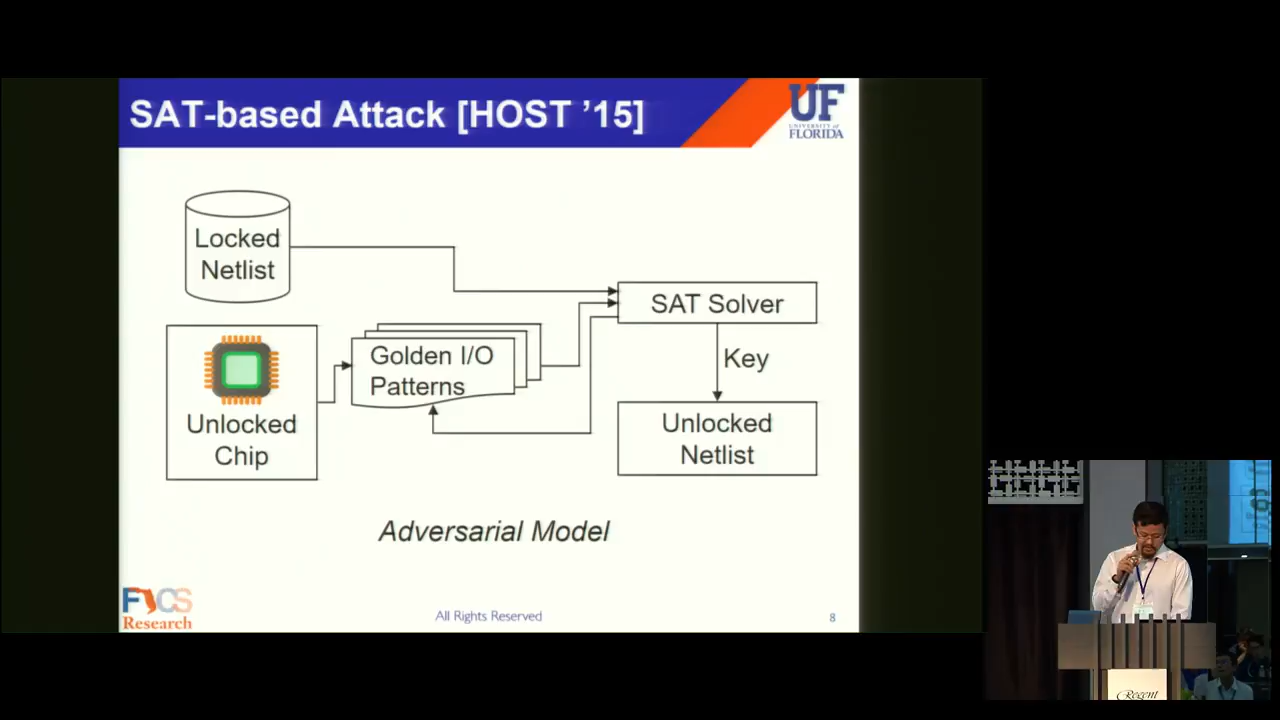 SAT-based Attack [HOST ’15]
UF
UNIVERSITY of
FLORIDA
Locked
Netlist
SAT Solver
Golden I/O
Patterns
Key
Unlocked
Chip
Unlocked
Netlist
Adversarial Model
FICS
Research
All Rights Reserved
8
Regent